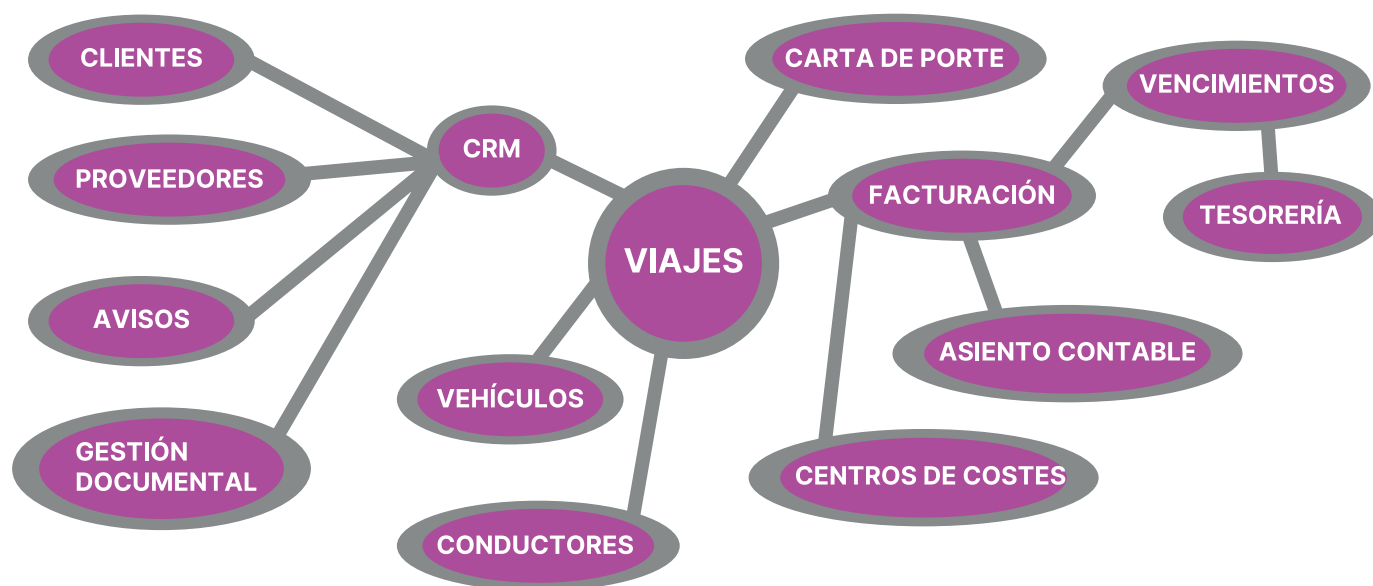 CLIENTES
CARTA DE PORTE
VENCIMIENTOS
CRM
PROVEEDORES
FACTURACIÓN
TESORERÍA
VIAJES
AVISOS
ASIENTO CONTABLE
VEHÍCULOS
GESTIÓN
DOCUMENTAL
CENTROS DE COSTES
CONDUCTORES